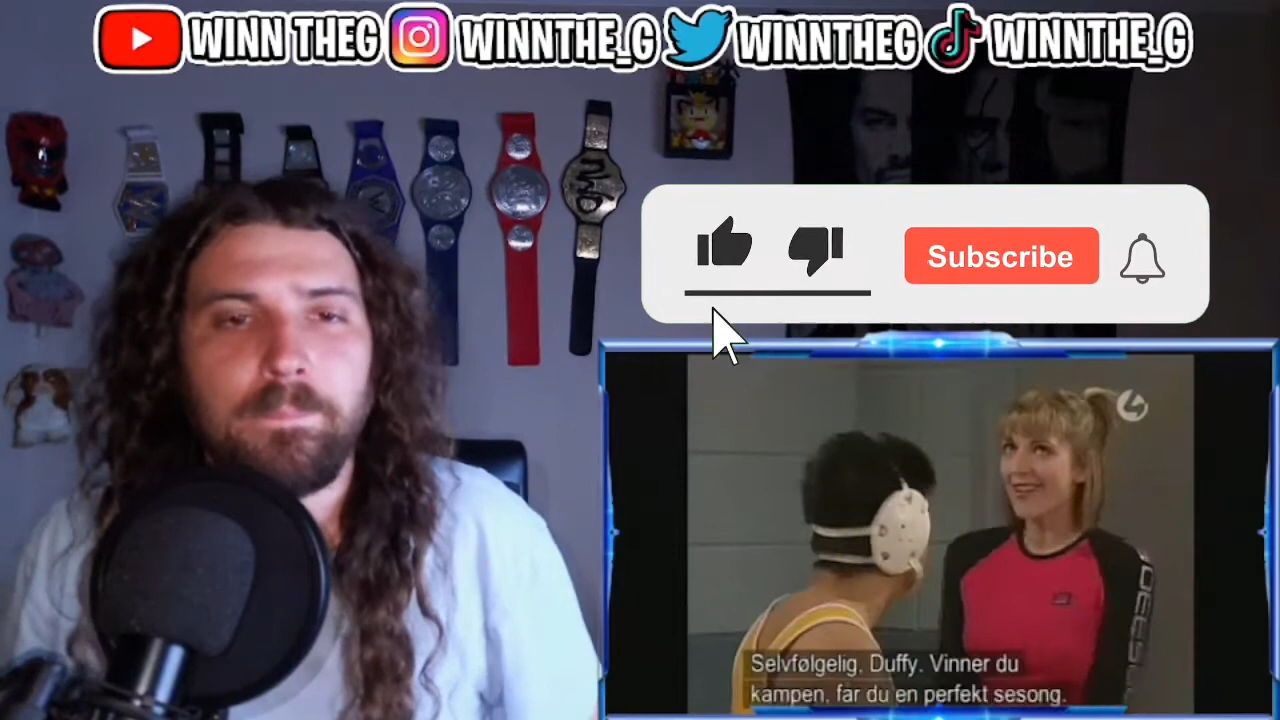 WINN THEG WINNTHE_G WINNTHEG WINNTHE_G
Subscribe
Selvfølgelig, Duffy. Vinner du
kampen, får du en perfekt sesong.